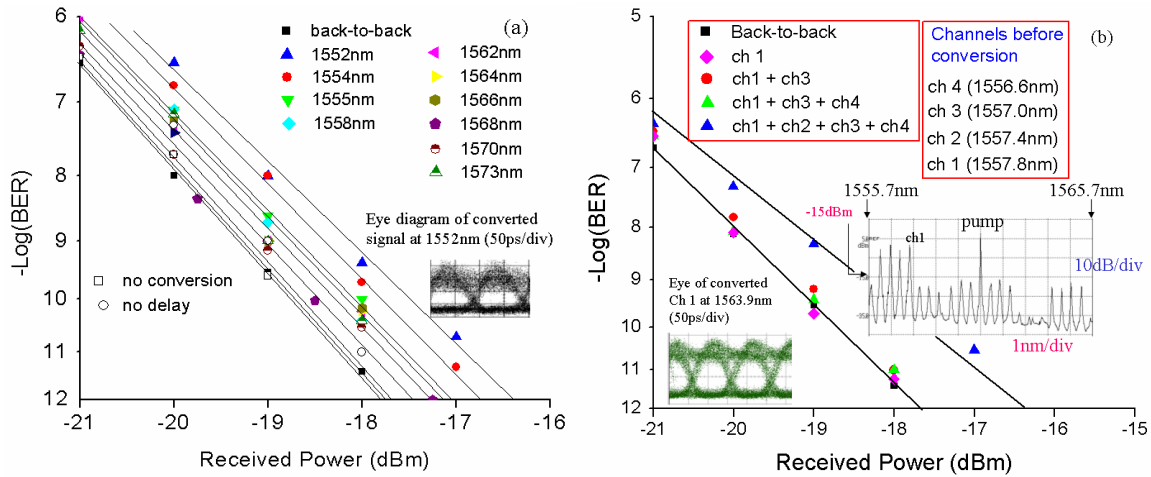 (a)
-Log(BER)
6
7
8
9
10
11
12
back-to-back
1552nm
1554nm
1555nm
1558nm
1562nm
1564nm
1566nm
1568nm
1570nm
1573nm
Eye diagram of converted
signal at 1552nm (50ps/div)
no conversion
no delay
-21
-20
-19
-18
-17
-16
Received Power (dBm)
(b)
-Log(BER)
5
6
7
8
9
10
11
12
Back-to-back
ch 1
ch1 + ch3
ch1 + ch3 + ch4
ch1 + ch2 + ch3 + ch4
Channels before
conversion
ch 4 (1556.6nm)
ch 3 (1557.0nm)
ch 2 (1557.4nm)
ch 1 (1557.8nm)
1555.7nm
1565.7nm
-15dBm
ch1
pump
10dB/div
1nm/div
Eye of converted
Ch 1 at 1563.9nm
(50ps/div)
-21
-20
-19
-18
-17
-16
-15
Received Power (dBm)